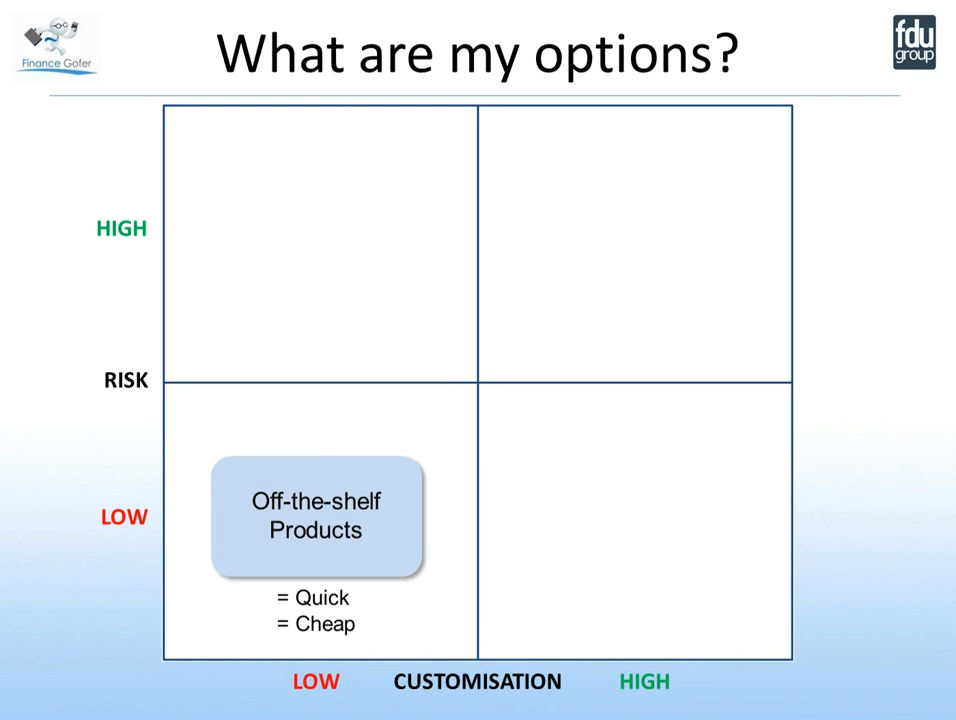 What are my options?
Finance Gofer
fdu
group
HIGH
RISK
LOW
Off-the-shelf
Products
= Quick
= Cheap
LOW CUSTOMISATION HIGH